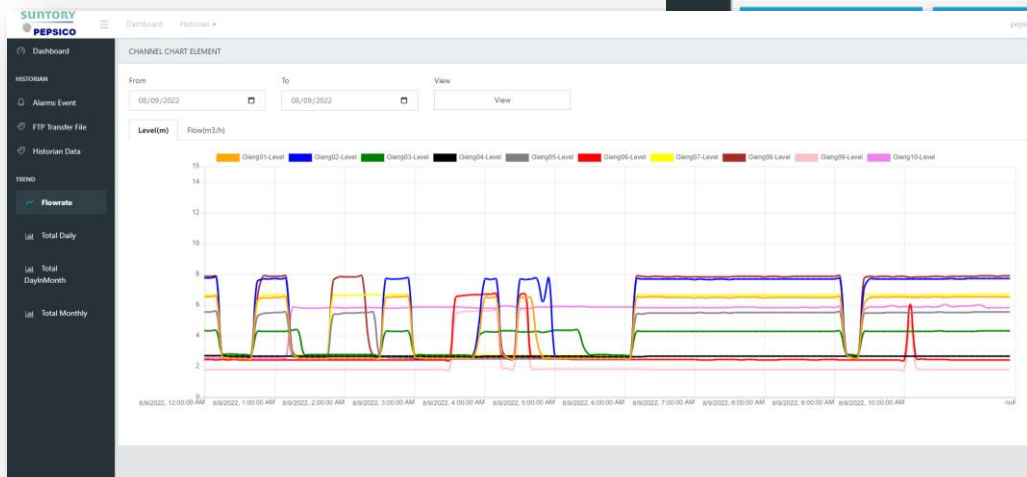 SUNTORY
PEPSICO
Dashboard Historian
Dashboard
HISTORIAN
Alarms Event
FTP Transfer File
Historian Data
TREND
Flowrate
Total Daily
Total
DayInMonth
Total Monthly
CHANNEL CHART ELEMENT
From To View
08/09/2022 08/09/2022 View
Level(m) Flow(m3/h)
Gieng01-Level Gieng02-Level Gieng03-Level Gieng04-Level Gieng05-Level Gieng06-Level Gieng07-Level Gieng08-Level Gieng09-Level Gieng10-Level
15
14
12
10
8
6
4
2
0
8/9/2022, 12:00:00 AM 8/9/2022, 1:00:00 AM 8/9/2022, 2:00:00 AM 8/9/2022, 3:00:00 AM 8/9/2022, 4:00:00 AM 8/9/2022, 5:00:00 AM 8/9/2022, 6:00:00 AM 8/9/2022, 7:00:00 AM 8/9/2022, 8:00:00 AM 8/9/2022, 9:00:00 AM 8/9/2022, 10:00:00 AM null